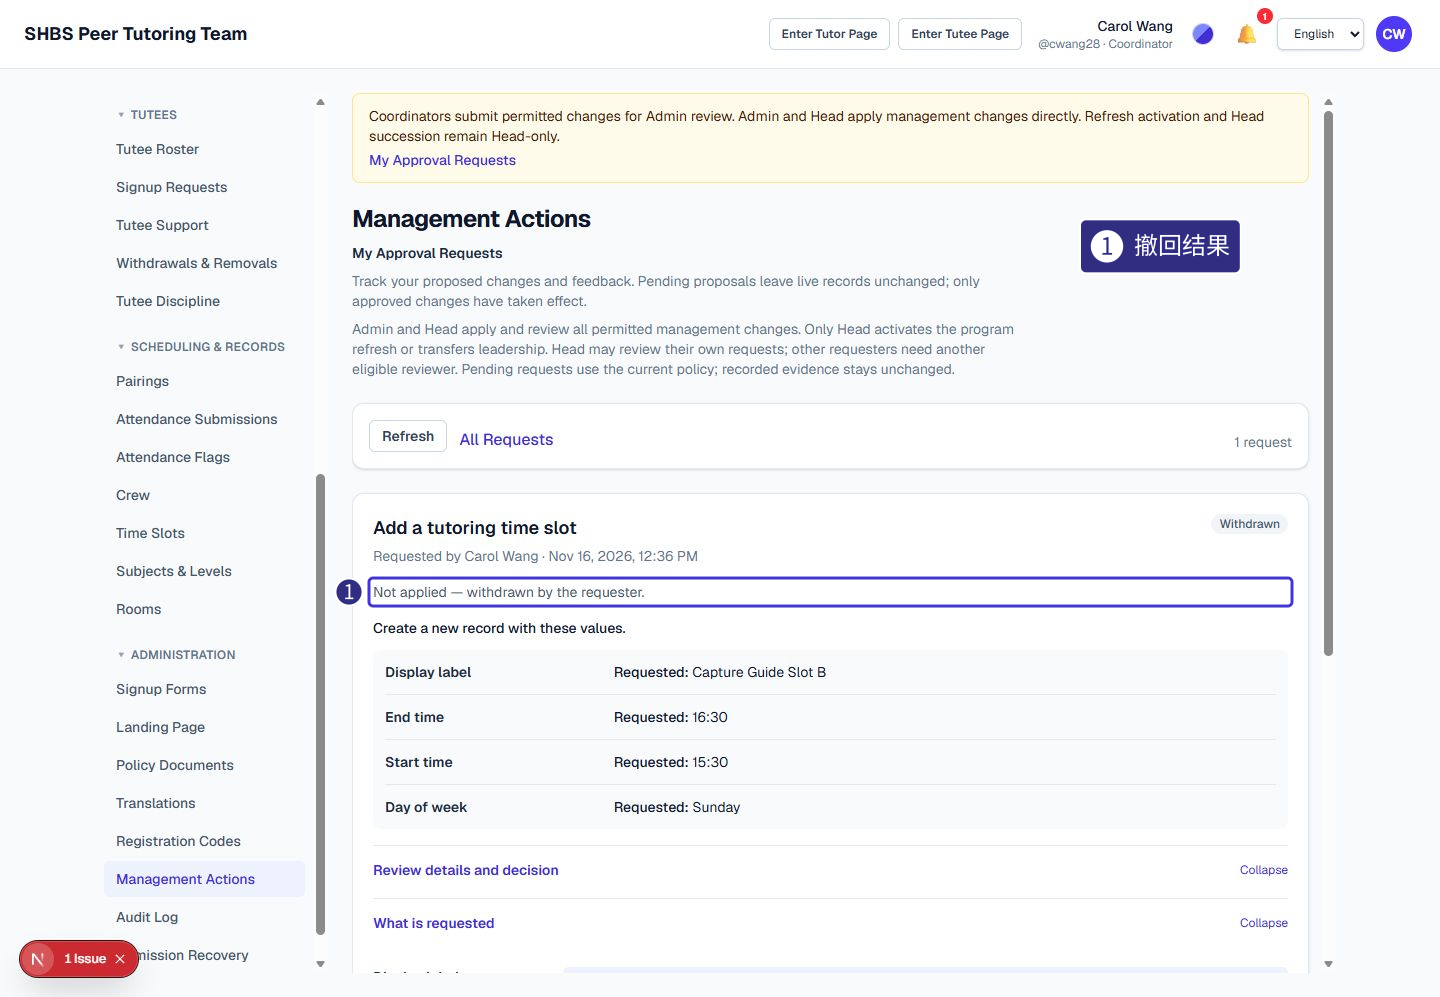 SHBS Peer Tutoring Team
Enter Tutor Page
Enter Tutee Page
Carol Wang
@cwang28 · Coordinator
1
English
CW
TUTEES
Tutee Roster
Signup Requests
Tutee Support
Withdrawals & Removals
Tutee Discipline
SCHEDULING & RECORDS
Pairings
Attendance Submissions
Attendance Flags
Crew
Time Slots
Subjects & Levels
Rooms
ADMINISTRATION
Signup Forms
Landing Page
Policy Documents
Translations
Registration Codes
Management Actions
Audit Log
mission Recovery
N 1 Issue ×
Coordinators submit permitted changes for Admin review. Admin and Head apply management changes directly. Refresh activation and Head
succession remain Head-only.
My Approval Requests
Management Actions
1 撤回结果
My Approval Requests
Track your proposed changes and feedback. Pending proposals leave live records unchanged; only
approved changes have taken effect.
Admin and Head apply and review all permitted management changes. Only Head activates the program
refresh or transfers leadership. Head may review their own requests; other requesters need another
eligible reviewer. Pending requests use the current policy; recorded evidence stays unchanged.
Refresh
All Requests
1 request
Add a tutoring time slot
Withdrawn
Requested by Carol Wang · Nov 16, 2026, 12:36 PM
1
Not applied — withdrawn by the requester.
Create a new record with these values.
Display label
Requested: Capture Guide Slot B
End time
Requested: 16:30
Start time
Requested: 15:30
Day of week
Requested: Sunday
Review details and decision
Collapse
What is requested
Collapse